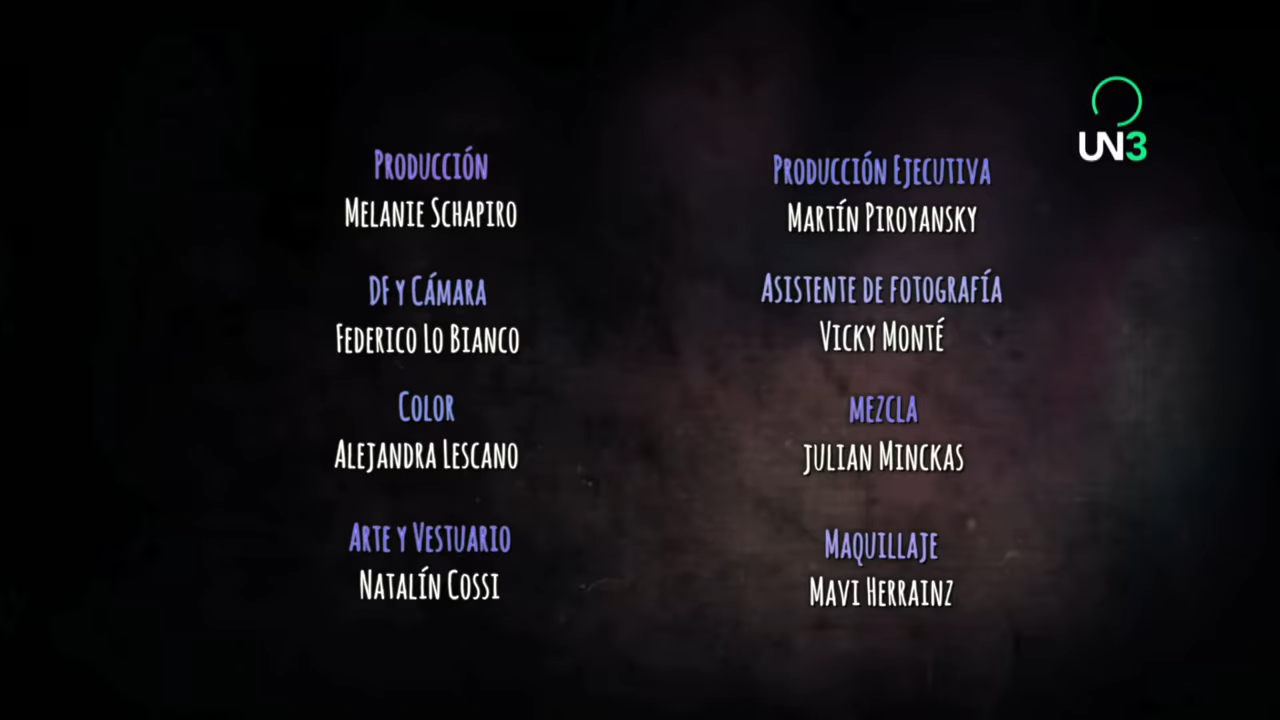 Producción
Melanie Schapiro
DF y Cámara
Federico Lo Bianco
Color
Alejandra Lescano
Arte y Vestuario
Natalín Cossi
Producción Ejecutiva
Martín Piroyansky
Asistente de fotografía
Vicky Monté
mezcla
julian Minckas
Maquillaje
Mavi Herrainz
UN3